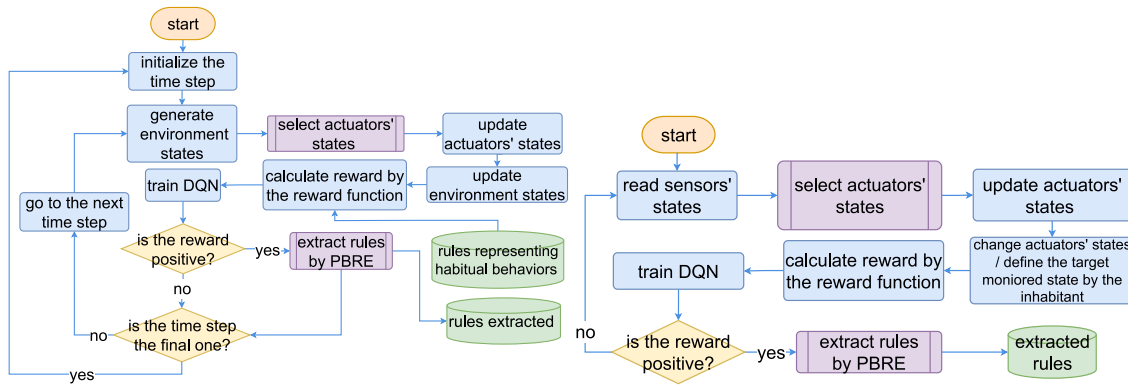 start
initialize the
time step
generate
environment
states
select actuators'
states
update
actuators' states
update
environment states
calculate reward by
the reward function
train DQN
go to the next
time step
is the reward
positive?
yes
extract rules
by PBRE
rules representing
habitual behaviors
no
rules extracted
is the time step
the final one?
no
yes
start
read sensors'
states
select actuators'
states
update actuators'
states
change actuators' states
/ define the target
moniored state by the
inhabitant
calculate reward by
the reward function
train DQN
no
is the reward
positive?
yes
extract rules
by PBRE
extracted
rules